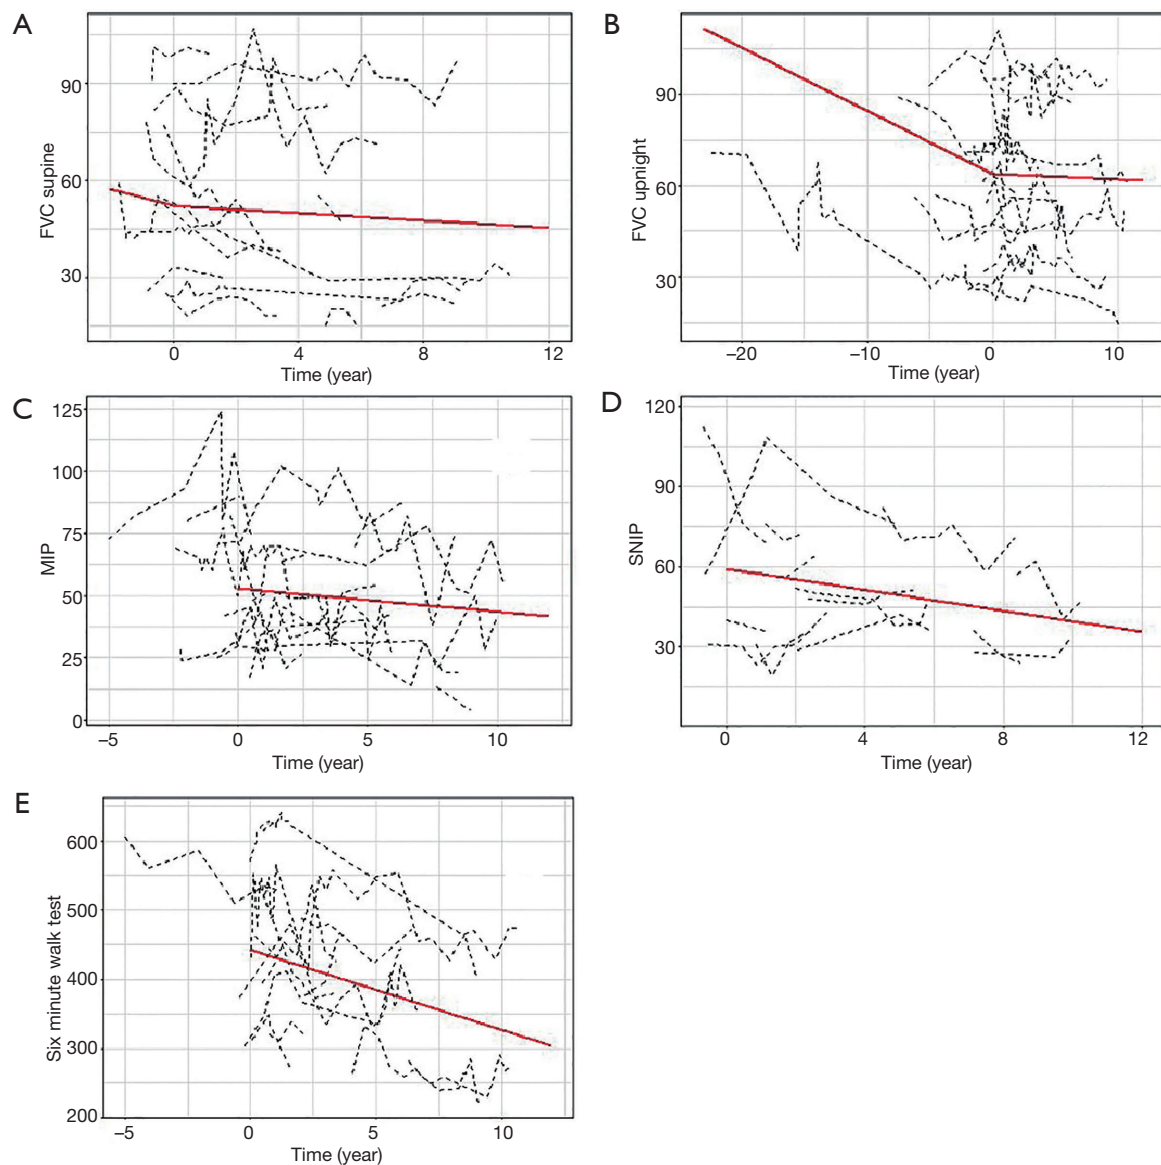 A
FVC supine
90
60
30
0 4 8 12
Time (year)
B
FVC upnight
90
60
30
−20 −10 0 10
Time (year)
C
MIP
125
100
75
50
25
0
−5 0 5 10
Time (year)
D
SNIP
120
90
60
30
0 4 8 12
Time (year)
E
Six minute walk test
600
500
400
300
200
−5 0 5 10
Time (year)